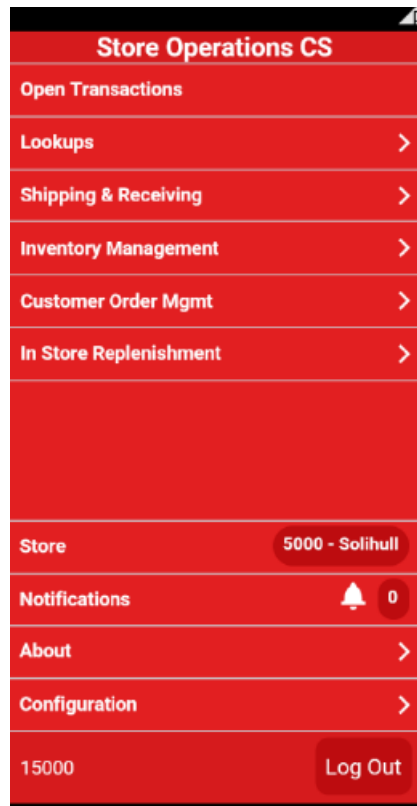 Store Operations CS
Open Transactions
Lookups
Shipping & Receiving
Inventory Management
Customer Order Mgmt
In Store Replenishment
Store 5000 - Solihull
Notifications 0
About
Configuration
15000 Log Out